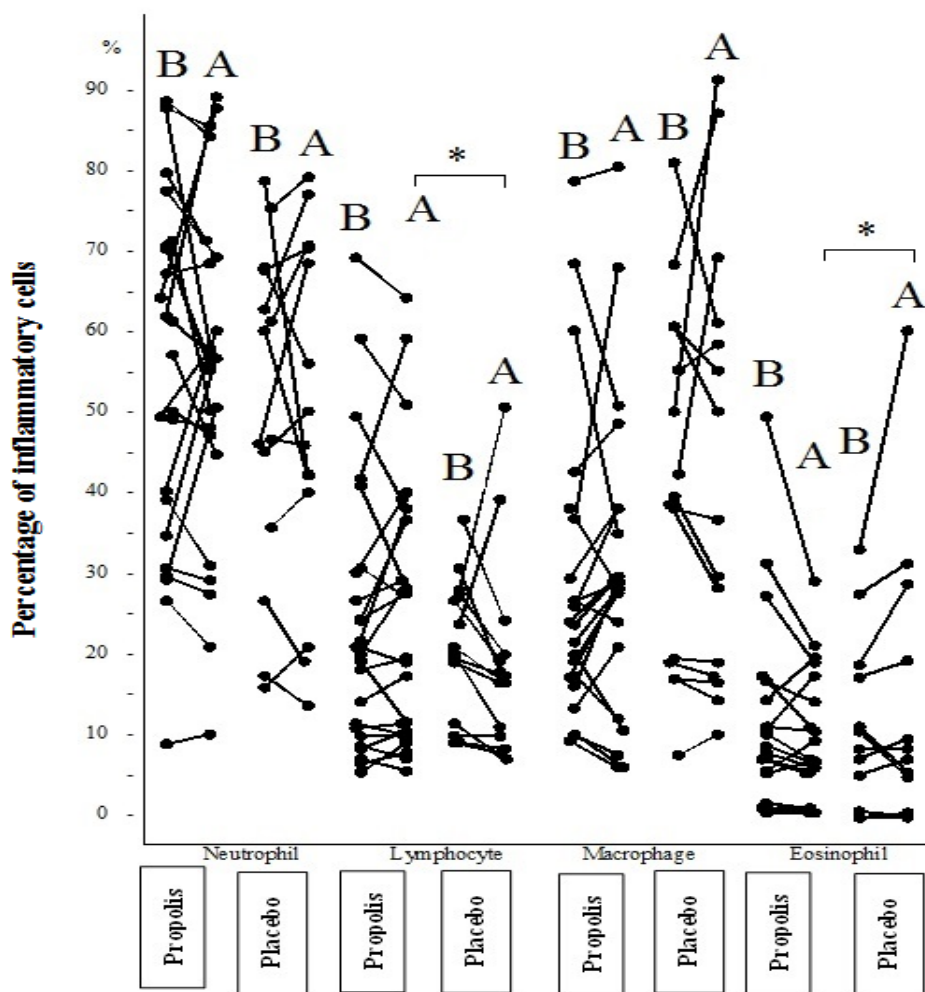 %
B A
B A
B A
*
B A
B A
B A
B A
*
B A
90
80
70
60
50
40
30
20
10
0
Percentage of inflammatory cells
Neutrophil Lymphocyte Macrophage Eosinophil
Propolis Placebo Propolis Placebo Propolis Placebo Propolis Placebo